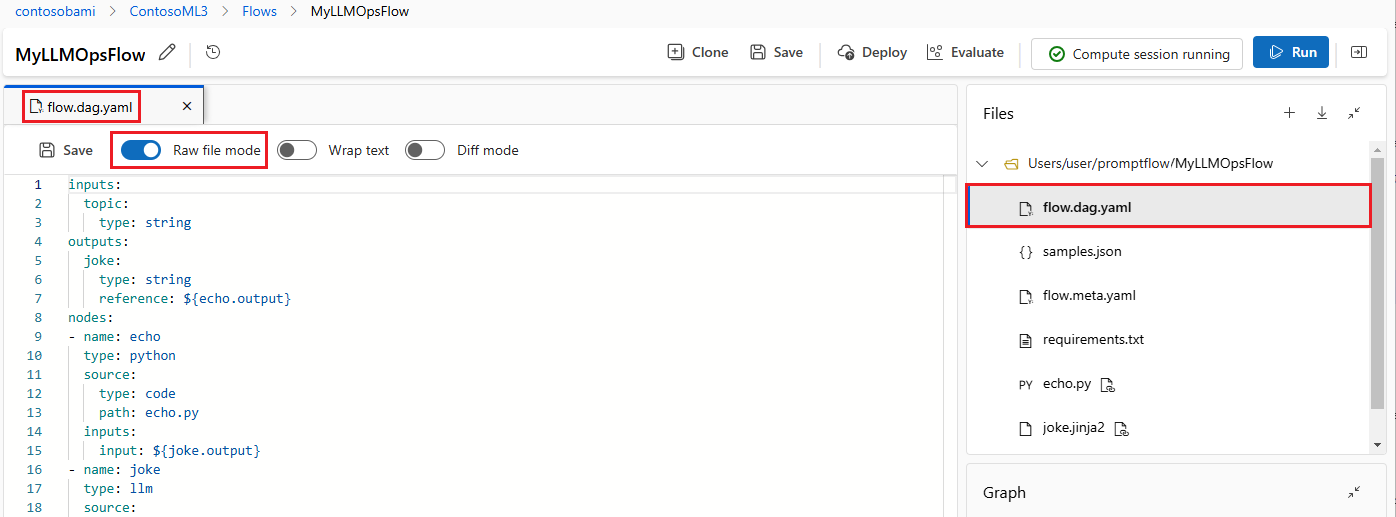 contosobami > ContosoML3 > Flows > MyLLMOpsFlow
MyLLMOpsFlow
Clone Save Deploy Evaluate Compute session running Run
flow.dag.yaml
Save Raw file mode Wrap text Diff mode
1 inputs:
2   topic:
3     type: string
4 outputs:
5   joke:
6     type: string
7     reference: ${echo.output}
8 nodes:
9 - name: echo
10   type: python
11   source:
12     type: code
13     path: echo.py
14   inputs:
15     input: ${joke.output}
16 - name: joke
17   type: llm
18   source:
Files
Users/user/promptflow/MyLLMOpsFlow
flow.dag.yaml
{} samples.json
flow.meta.yaml
requirements.txt
PY echo.py
joke.jinja2
Graph